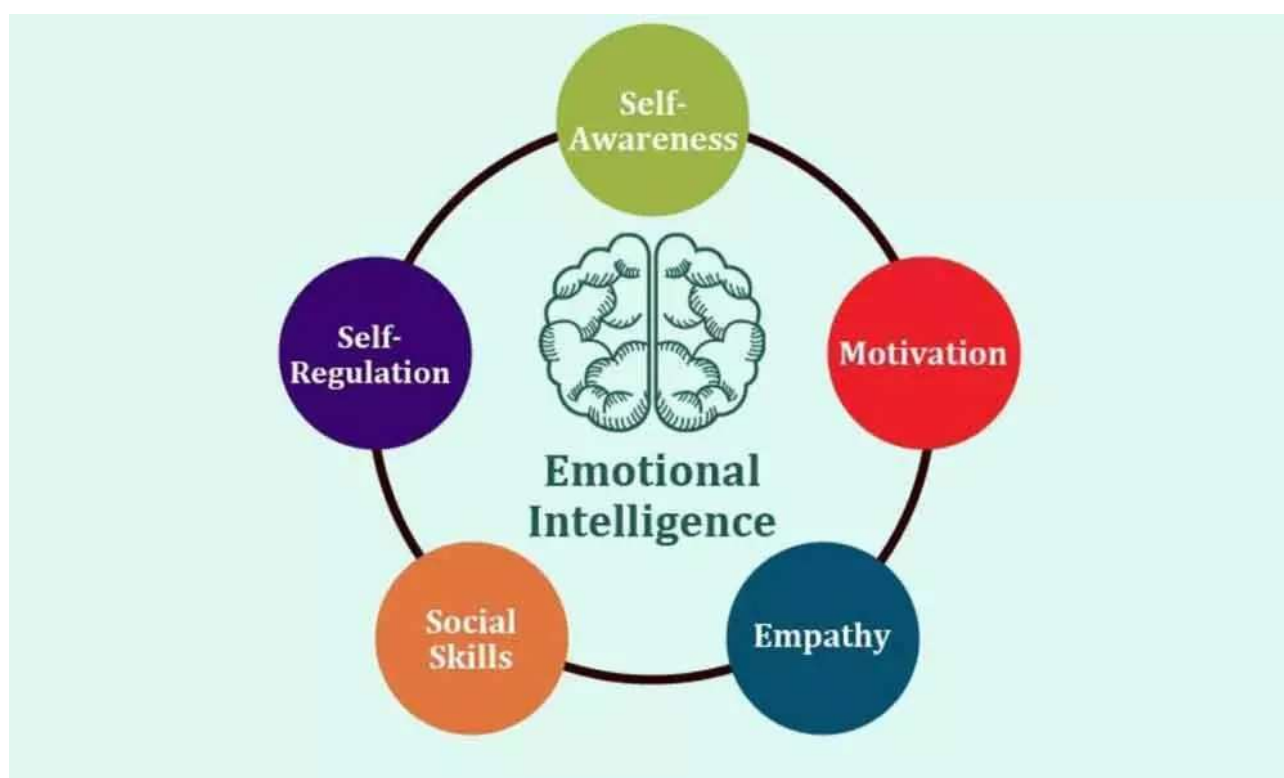 Self-
Awareness
Motivation
Empathy
Social
Skills
Self-
Regulation
Emotional
Intelligence